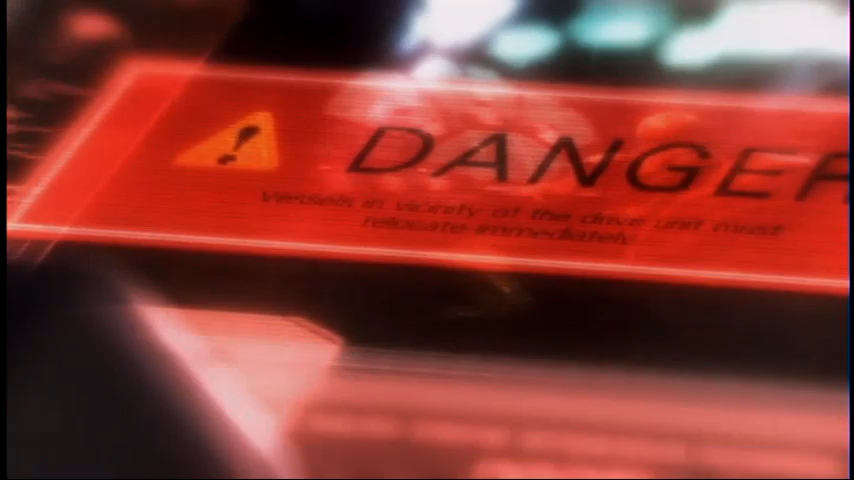 DANGER
Vessels in vicinity of the drive unit must
relocate immediately